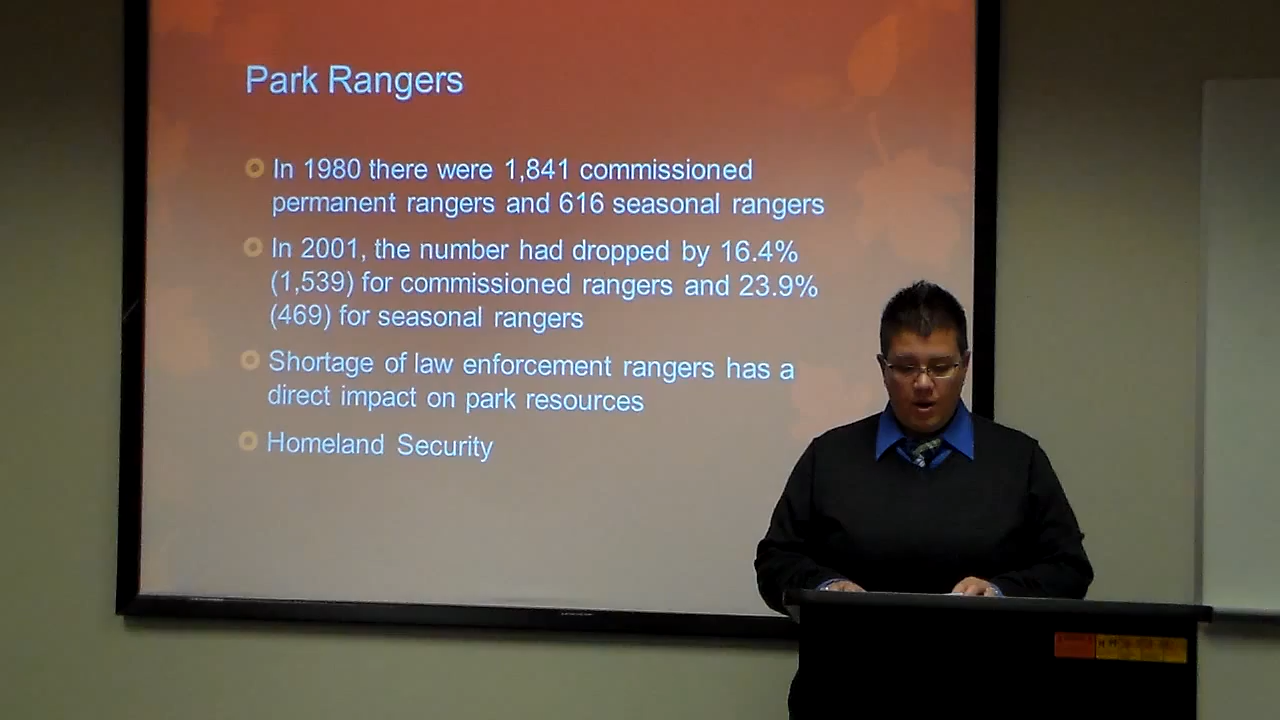 Park Rangers
In 1980 there were 1,841 commissioned
permanent rangers and 616 seasonal rangers
In 2001, the number had dropped by 16.4%
(1,539) for commissioned rangers and 23.9%
(469) for seasonal rangers
Shortage of law enforcement rangers has a
direct impact on park resources
Homeland Security